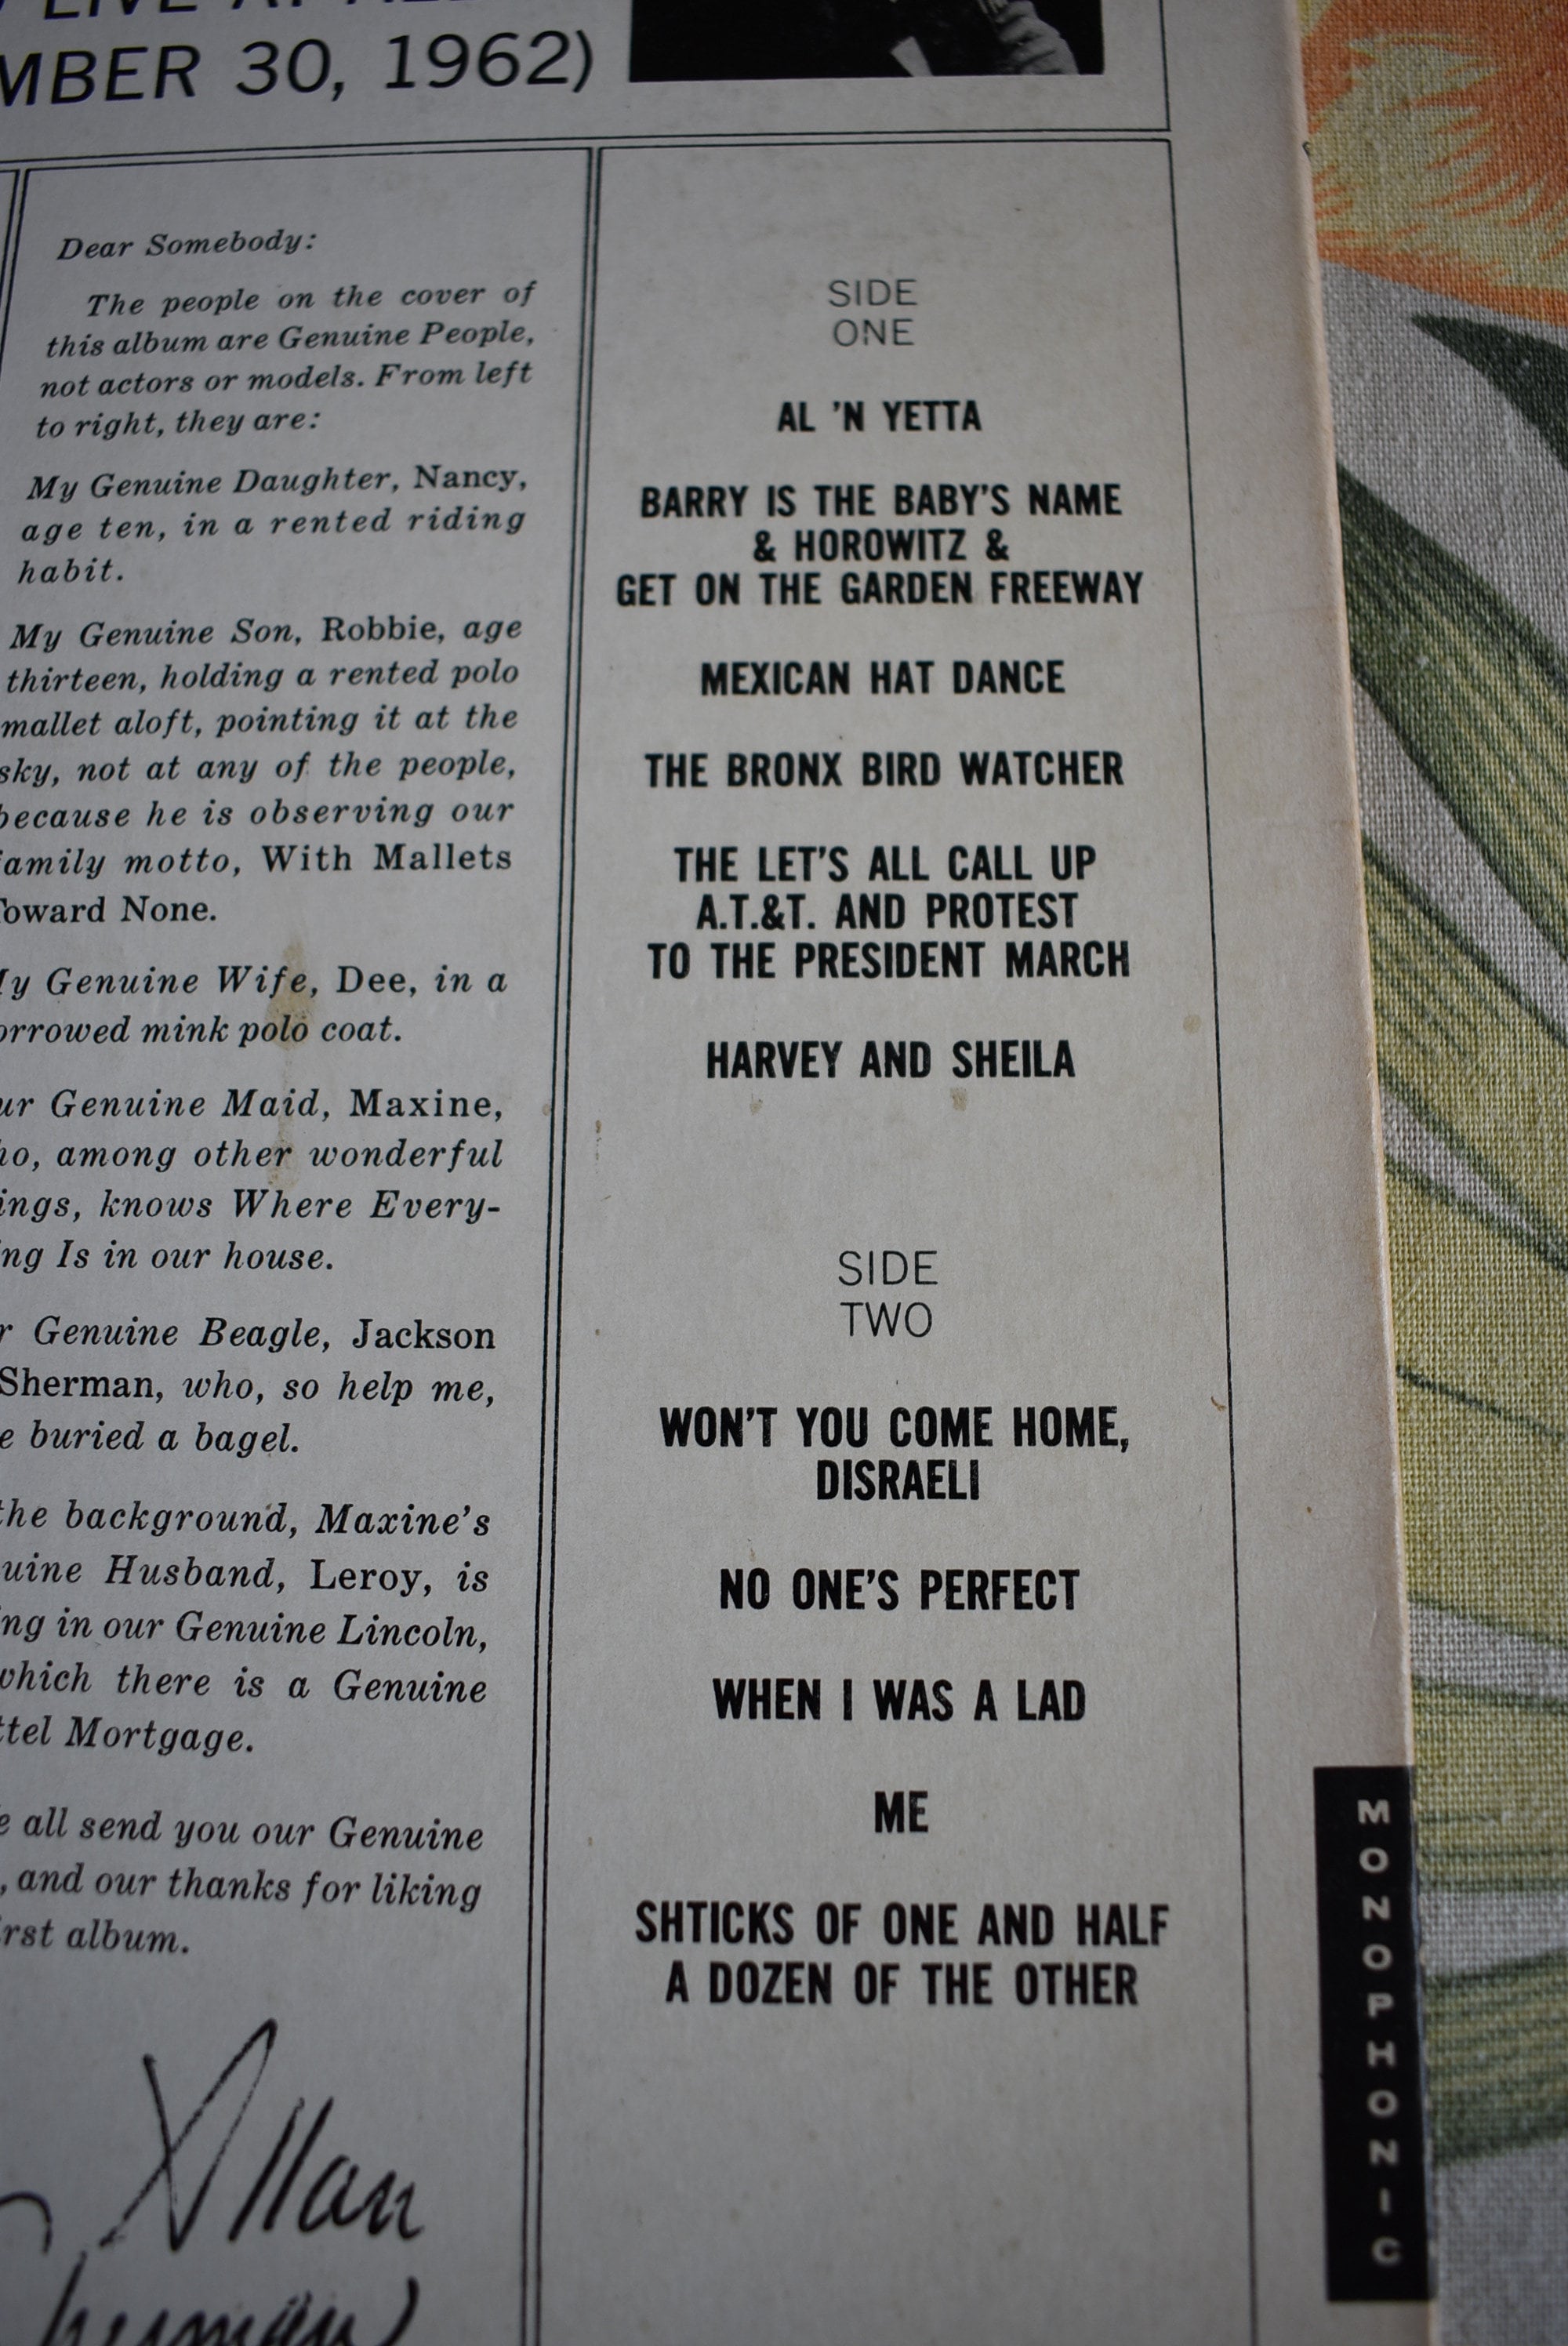 LIVE AT
MBER 30, 1962)
Dear Somebody:
The people on the cover of
this album are Genuine People,
not actors or models. From left
to right, they are:
My Genuine Daughter, Nancy,
age ten, in a rented riding
habit.
My Genuine Son, Robbie, age
thirteen, holding a rented polo
mallet aloft, pointing it at the
sky, not at any of the people,
because he is observing our
family motto, With Mallets
Toward None.
My Genuine Wife, Dee, in a
orrowed mink polo coat.
ur Genuine Maid, Maxine,
ho, among other wonderful
ings, knows Where Every-
ng Is in our house.
r Genuine Beagle, Jackson
Sherman, who, so help me,
e buried a bagel.
the background, Maxine's
uine Husband, Leroy, is
ng in our Genuine Lincoln,
which there is a Genuine
ttel Mortgage.
e all send you our Genuine
, and our thanks for liking
rst album.
Allan
herman
SIDE
ONE
AL 'N YETTA
BARRY IS THE BABY'S NAME
& HOROWITZ &
GET ON THE GARDEN FREEWAY
MEXICAN HAT DANCE
THE BRONX BIRD WATCHER
THE LET'S ALL CALL UP
A.T.&T. AND PROTEST
TO THE PRESIDENT MARCH
HARVEY AND SHEILA
SIDE
TWO
WON'T YOU COME HOME,
DISRAELI
NO ONE'S PERFECT
WHEN I WAS A LAD
ME
SHTICKS OF ONE AND HALF
A DOZEN OF THE OTHER
MONOPHONIC